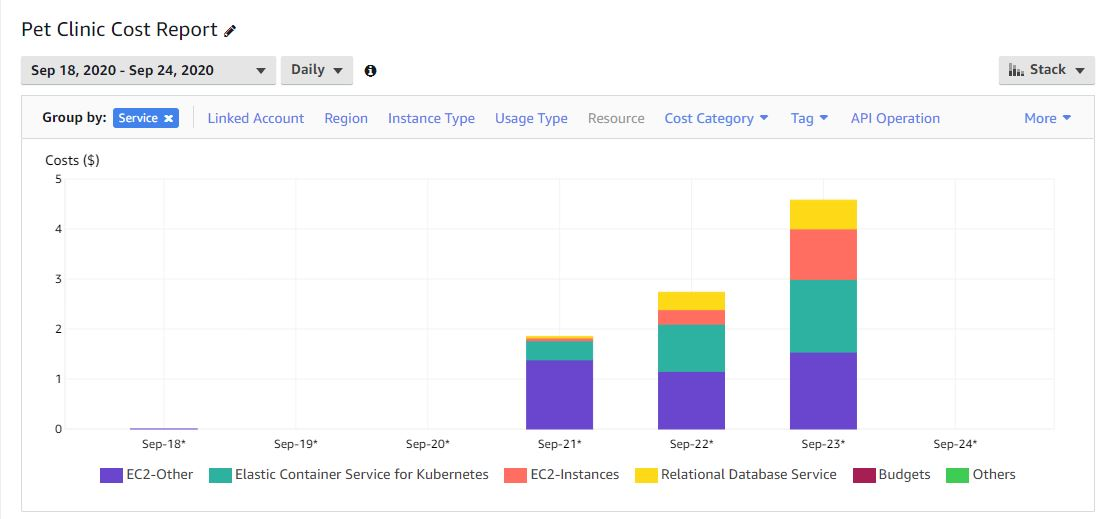 Pet Clinic Cost Report
Sep 18, 2020 - Sep 24, 2020 Daily Stack
Group by: Service × Linked Account Region Instance Type Usage Type Resource Cost Category Tag API Operation More
Costs ($)
5
4
3
2
1
0
Sep-18* Sep-19* Sep-20* Sep-21* Sep-22* Sep-23* Sep-24*
EC2-Other Elastic Container Service for Kubernetes EC2-Instances Relational Database Service Budgets Others